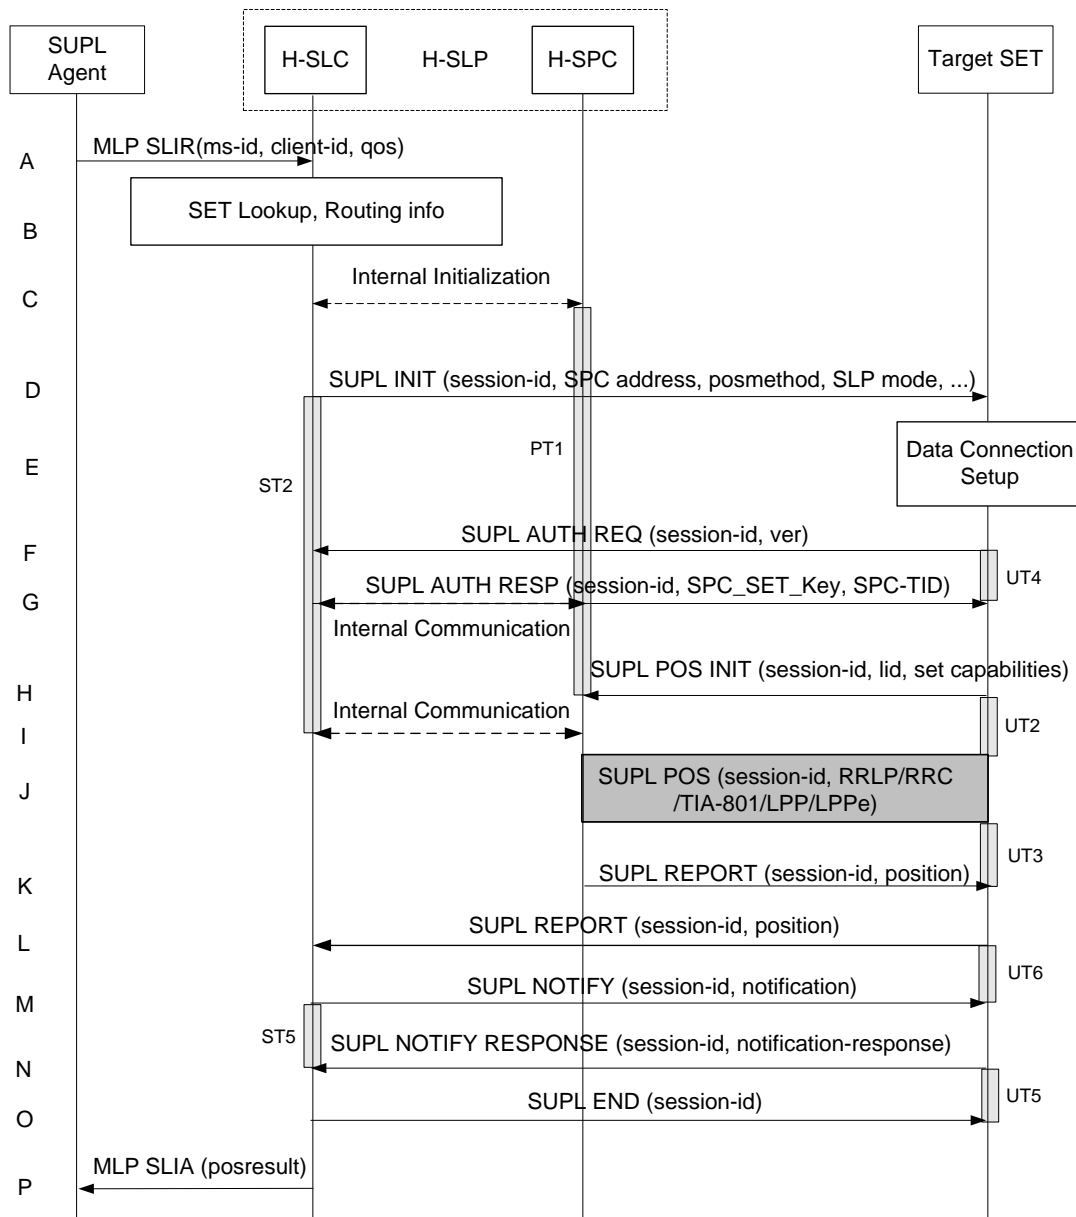 SUPL
Agent
H-SLC
H-SLP
H-SPC
Target SET
A
MLP SLIR(ms-id, client-id, qos)
B
SET Lookup, Routing info
C
Internal Initialization
D
SUPL INIT (session-id, SPC address, posmethod, SLP mode, ...)
E
ST2
PT1
Data Connection
Setup
F
SUPL AUTH REQ (session-id, ver)
UT4
G
SUPL AUTH RESP (session-id, SPC_SET_Key, SPC-TID)
Internal Communication
H
SUPL POS INIT (session-id, lid, set capabilities)
I
Internal Communication
UT2
J
SUPL POS (session-id, RRLP/RRC
/TIA-801/LPP/LPPe)
UT3
K
SUPL REPORT (session-id, position)
L
SUPL REPORT (session-id, position)
UT6
M
SUPL NOTIFY (session-id, notification)
ST5
N
SUPL NOTIFY RESPONSE (session-id, notification-response)
UT5
O
SUPL END (session-id)
P
MLP SLIA (posresult)